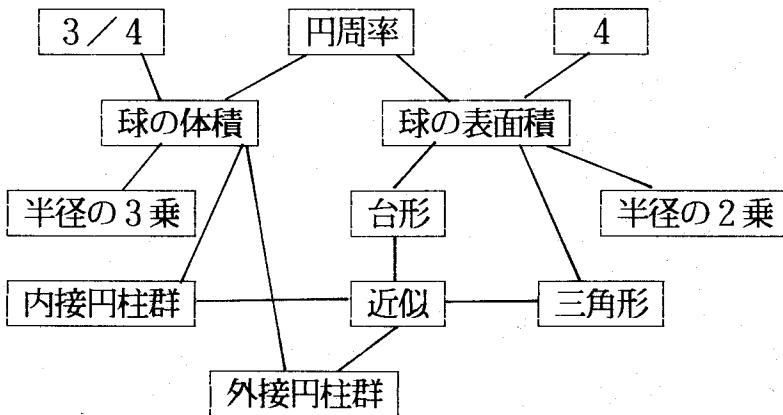 3／4
円周率
4
球の体積
球の表面積
半径の3乗
台形
半径の2乗
内接円柱群
近似
三角形
外接円柱群